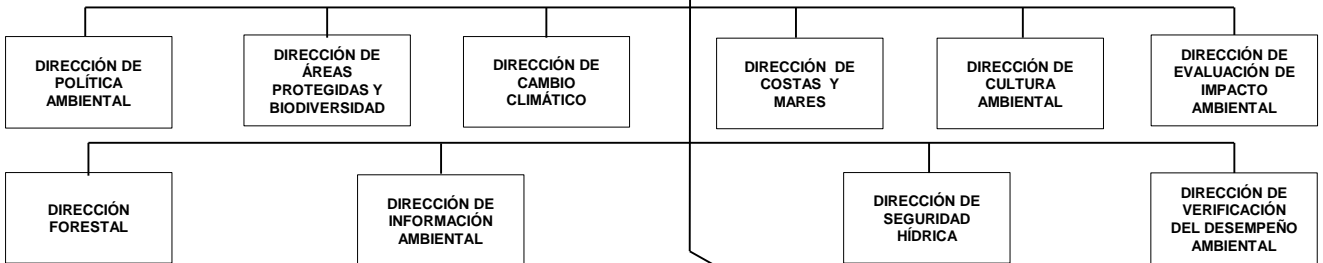 DIRECCIÓN DE
POLÍTICA
AMBIENTAL
DIRECCIÓN DE
ÁREAS
PROTEGIDAS Y
BIODIVERSIDAD
DIRECCIÓN DE
CAMBIO
CLIMÁTICO
DIRECCIÓN DE
COSTAS Y
MARES
DIRECCIÓN DE
CULTURA
AMBIENTAL
DIRECCIÓN DE
EVALUACIÓN DE
IMPACTO
AMBIENTAL
DIRECCIÓN
FORESTAL
DIRECCIÓN DE
INFORMACIÓN
AMBIENTAL
DIRECCIÓN DE
SEGURIDAD
HÍDRICA
DIRECCIÓN DE
VERIFICACIÓN
DEL DESEMPEÑO
AMBIENTAL